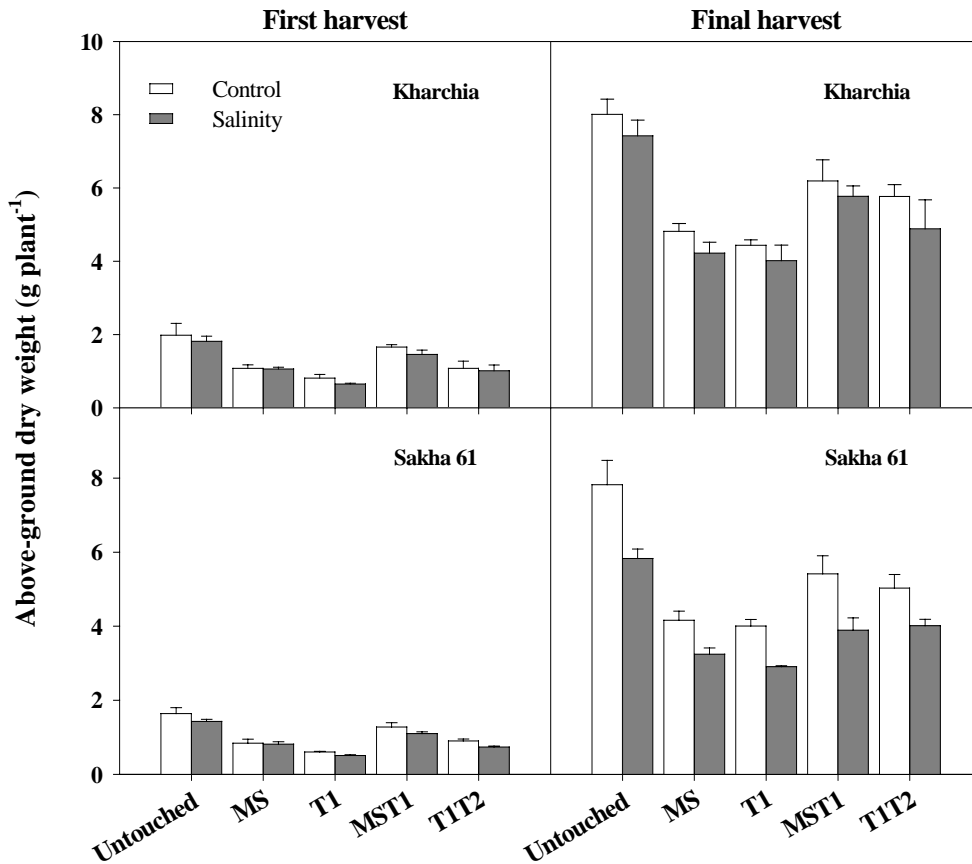 First harvest
Final harvest
Above-ground dry weight (g plant-1)
10
8
6
4
2
0
Control
Salinity
Kharchia
Kharchia
8
6
4
2
0
Sakha 61
Sakha 61
Untouched
MS
T1
MST1
T1T2
Untouched
MS
T1
MST1
T1T2